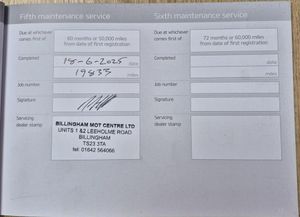 Fifth maintenance service
Due at whichever comes first of
60 months or 50,000 miles
from date of first registration
Completed
18-6-2025 date
19835 miles
Job number
Signature
Servicing
dealer stamp
BILLINGHAM MOT CENTRE LTD
UNITS 1 &2 LEEHOLME ROAD
BILLINGHAM
TS23 3TA
tel: 01642 564066
Sixth maintenance service
Due at whichever comes first of
72 months or 60,000 miles
from date of first registration
Completed
date
miles
Job number
Signature
Servicing
dealer stamp